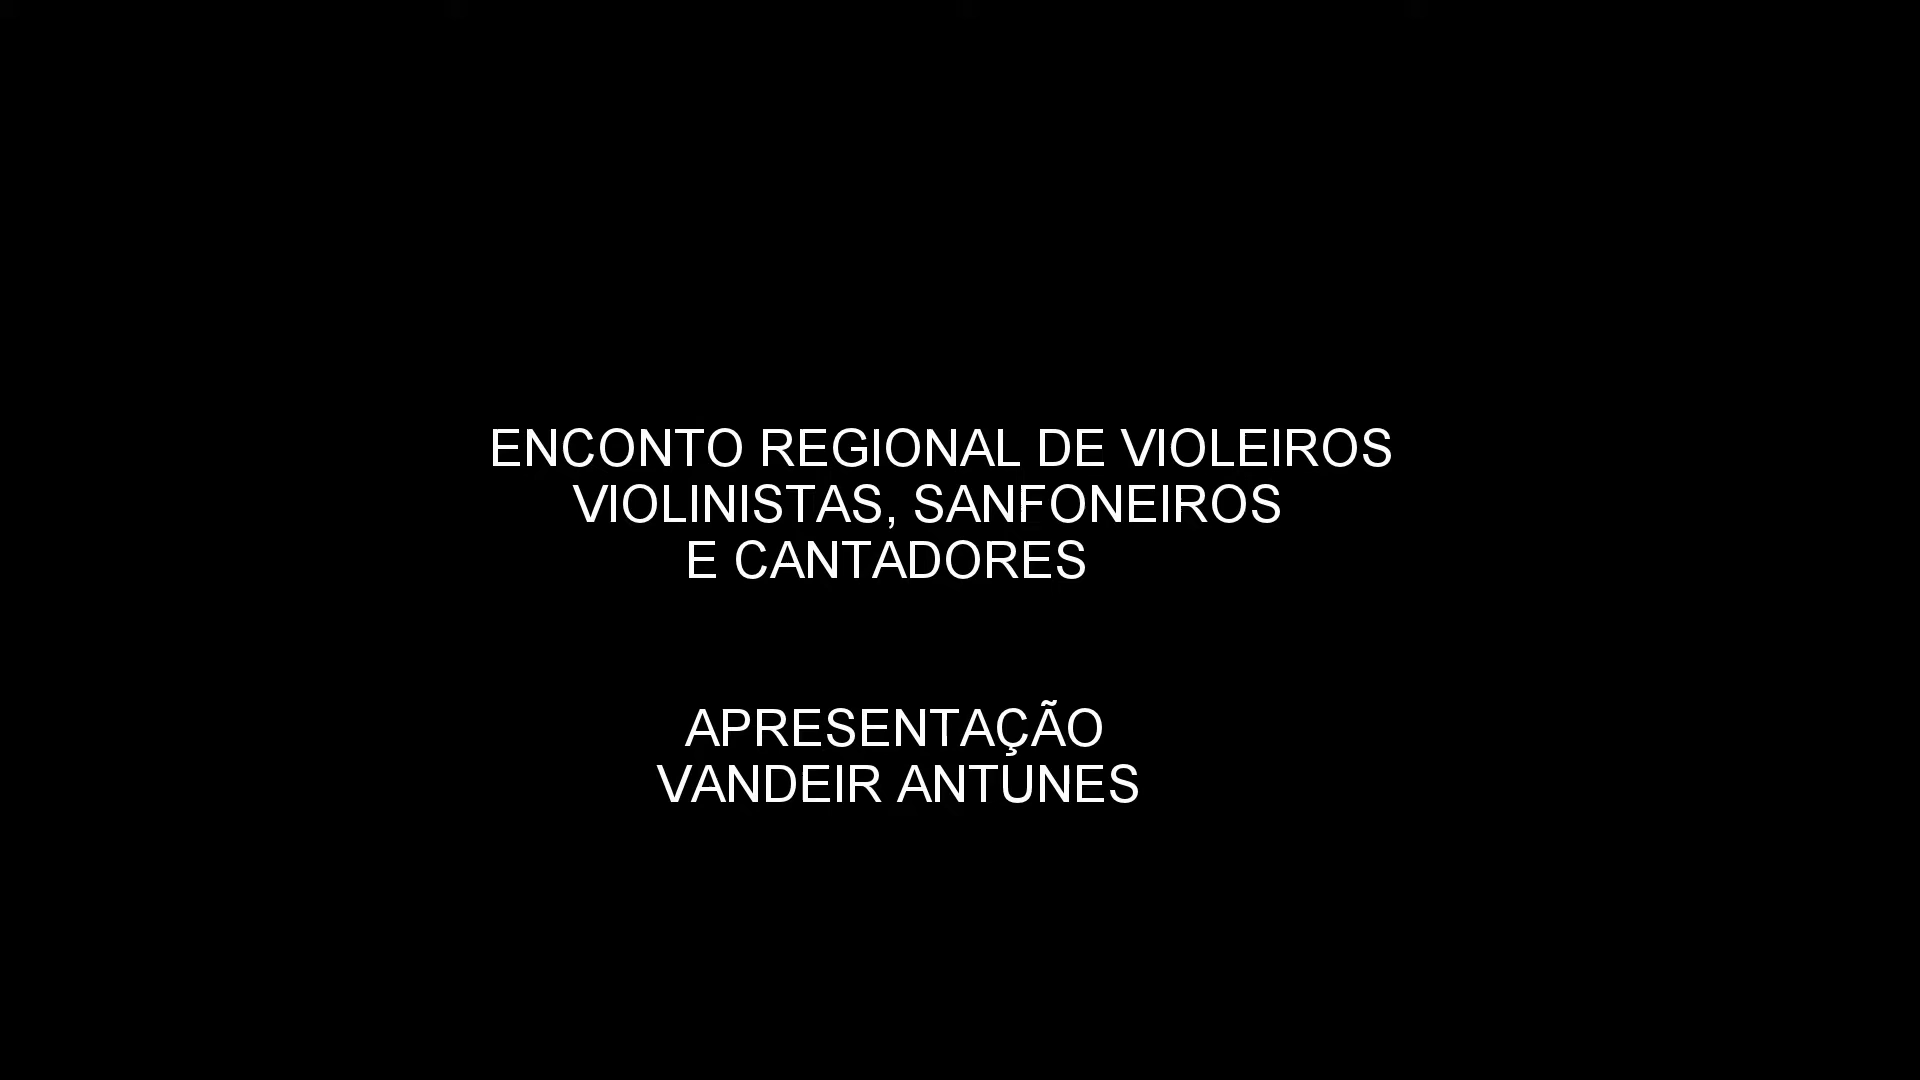 ENCONTO REGIONAL DE VIOLEIROS
VIOLINISTAS, SANFONEIROS
E CANTADORES
APRESENTAÇÃO
VANDEIR ANTUNES